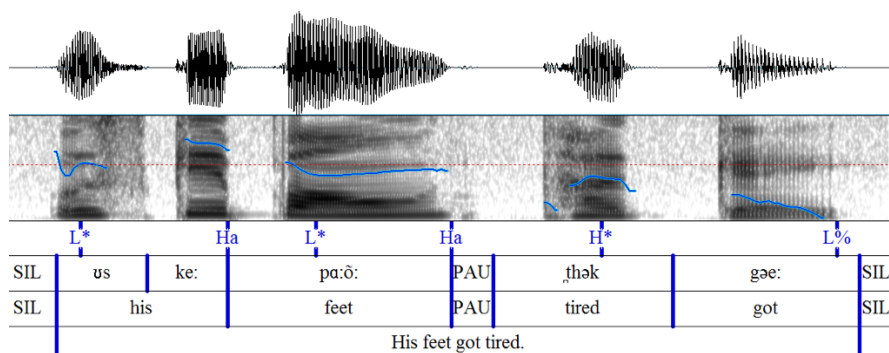 L* Ha L* Ha H* L%
SIL ʊs ke: pɑ:õ: PAU t̪hək gəe: SIL
SIL his feet PAU tired got SIL
His feet got tired.